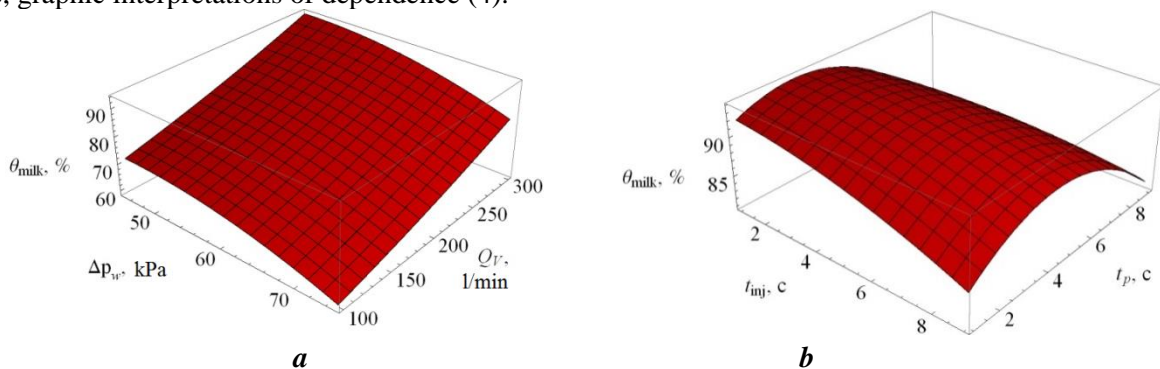 , graphic interpretations of dependence (4).
90
80
70
60
θmilk, %
50
60
70
Δpw, kPa
100
150
200
250
300
QV,
l/min
a
90
85
θmilk, %
2
4
6
8
tinj, c
2
4
6
8
tp, c
b